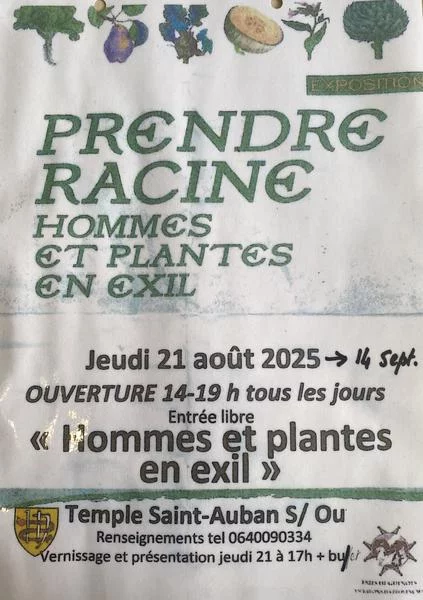 EXPOSITION
PRENDRE
RACINE
HOMMES
ET PLANTES
EN EXIL
Jeudi 21 août 2025 → 14 Sept.
OUVERTURE 14-19 h tous les jours
Entrée libre
« Hommes et plantes
en exil »
Temple Saint-Auban S/ Ou
Renseignements tel 0640090334
Vernissage et présentation jeudi 21 à 17h + buffet